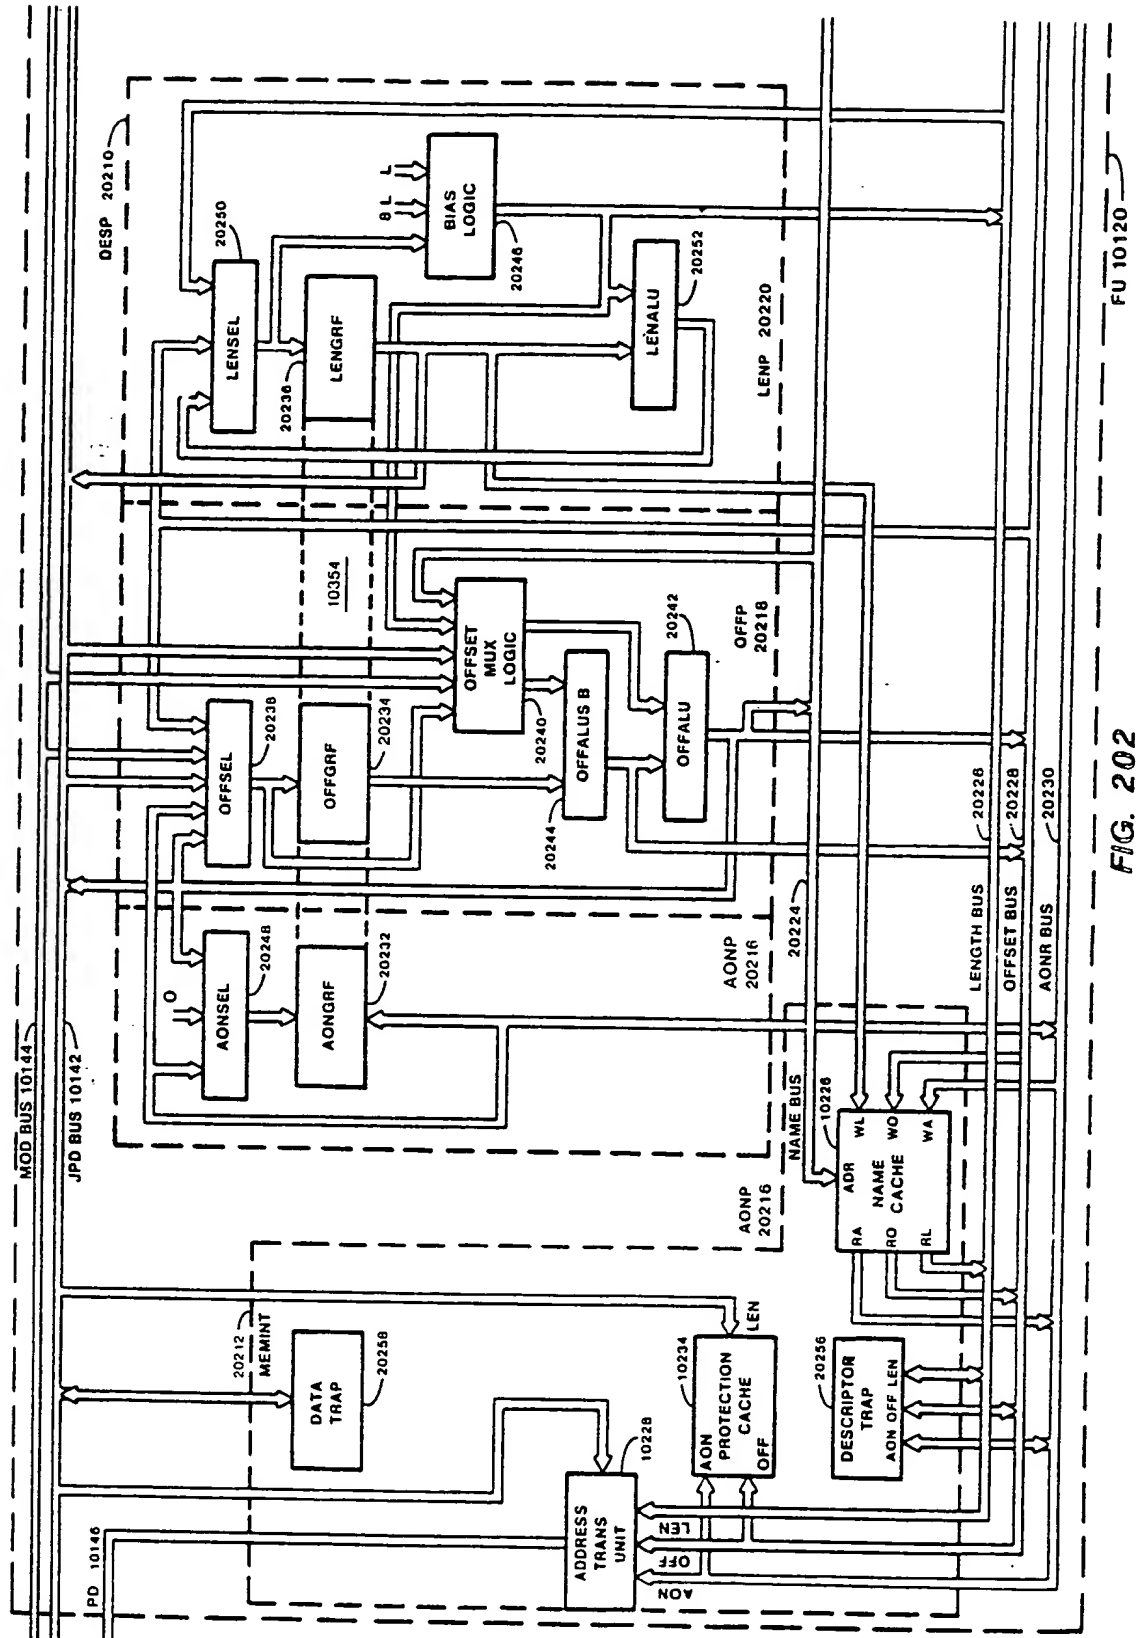 MOD BUS 10144
JPD BUS 10142
PD 10146
DESP 20210
20212
MEMINT
DATA
TRAP
20258
ADDRESS
TRANS
UNIT
10228
AON
OFF
LEN
AON
PROTECTION
CACHE
OFF
10234
LEN
DESCRIPTOR
TRAP
AON OFF LEN
20256
AONP
20216
NAME BUS
10226
ADR
NAME
CACHE
RA
RO
RL
WL
WO
WA
AONP
20216
20224
O
AONSEL
20248
AONGRF
20232
OFFSEL
20238
OFFGRF
20234
10354
OFFSET
MUX
LOGIC
20240
OFFALUS B
20244
OFFALU
20242
OFFP
20218
LENSEL
20250
20236
LENGRF
8 L
L
BIAS
LOGIC
20246
LENALU
20252
LENP 20220
LENGTH BUS
20226
OFFSET BUS
20228
AONR BUS
20230
FU 10120
FIG. 202